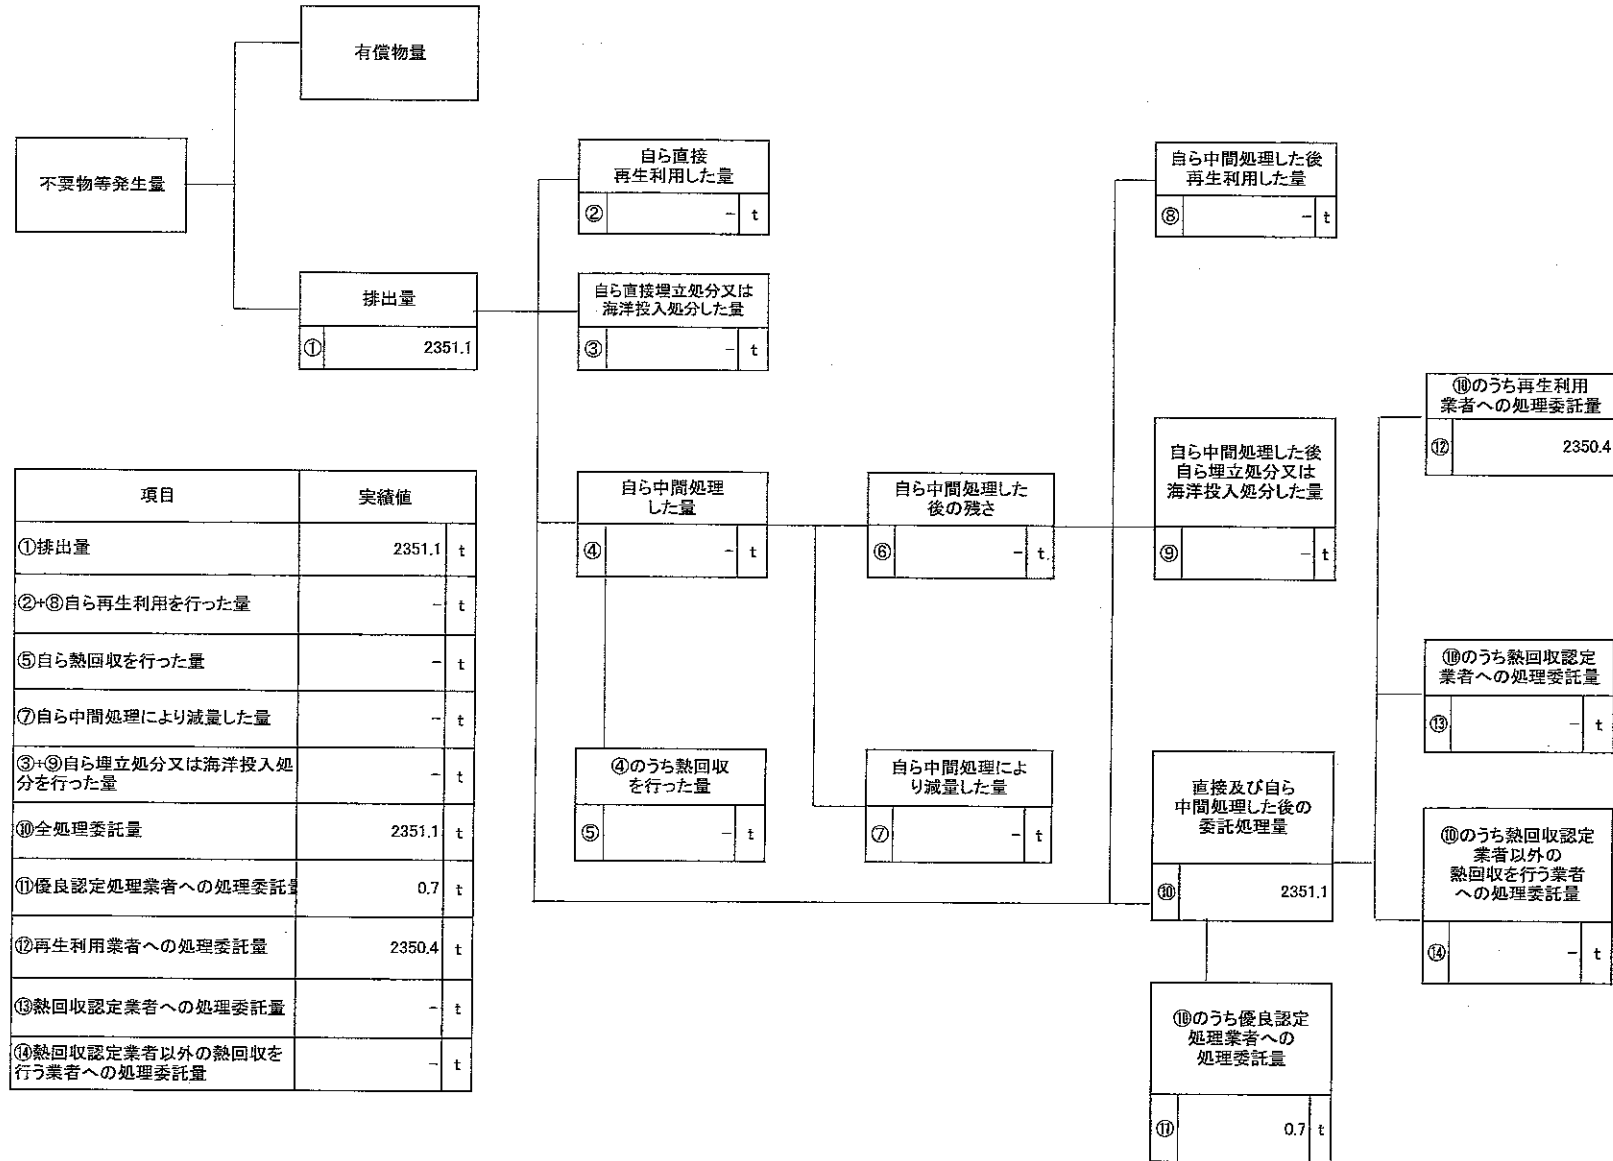 有償物量
不要物等発生量
排出量
① 2351.1
自ら直接
再生利用した量
② - t
自ら直接埋立処分又は
海洋投入処分した量
③ - t
自ら中間処理
した量
④ - t
④のうち熱回収
を行った量
⑤ - t
自ら中間処理した
後の残さ
⑥ - t
自ら中間処理によ
り減量した量
⑦ - t
自ら中間処理した後
再生利用した量
⑧ - t
自ら中間処理した後
自ら埋立処分又は
海洋投入処分した量
⑨ - t
直接及び自ら
中間処理した後の
委託処理量
⑩ 2351.1
⑩のうち優良認定
処理業者への
処理委託量
⑪ 0.7 t
⑩のうち再生利用
業者への処理委託量
⑫ 2350.4
⑩のうち熱回収認定
業者への処理委託量
⑬ - t
⑩のうち熱回収認定
業者以外の
熱回収を行う業者
への処理委託量
⑭ - t
項目 実績値
①排出量 2351.1 t
②+⑧自ら再生利用を行った量 - t
⑤自ら熱回収を行った量 - t
⑦自ら中間処理により減量した量 - t
③+⑨自ら埋立処分又は海洋投入処
分を行った量 - t
⑩全処理委託量 2351.1 t
⑪優良認定処理業者への処理委託量 0.7 t
⑫再生利用業者への処理委託量 2350.4 t
⑬熱回収認定業者への処理委託量 - t
⑭熱回収認定業者以外の熱回収を
行う業者への処理委託量 - t